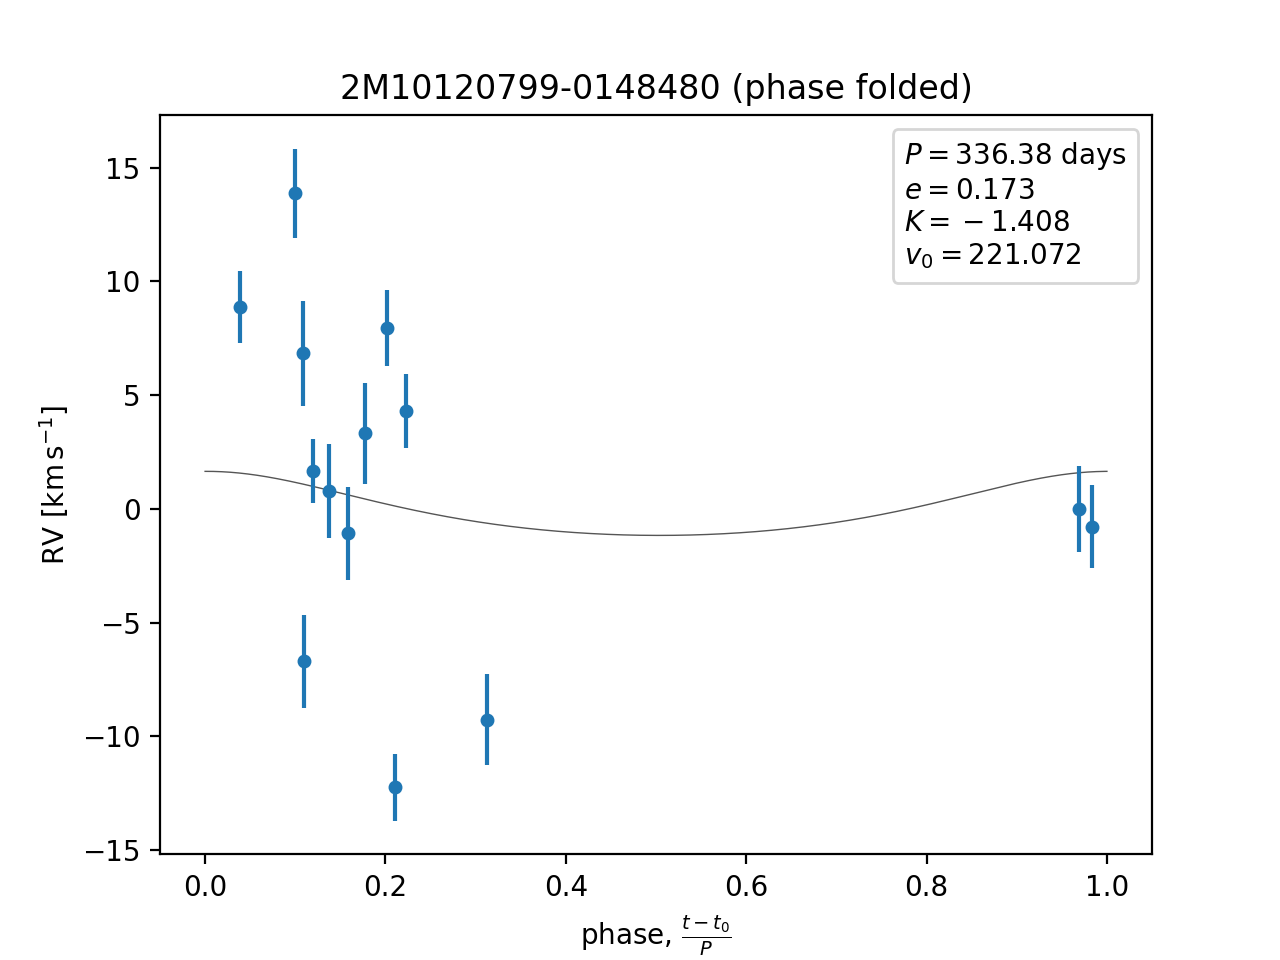 2M10120799-0148480 (phase folded)
P = 336.38 days
e = 0.173
K = −1.408
v₀ = 221.072
15
10
5
0
−5
−10
−15
RV [km s⁻¹]
0.0 0.2 0.4 0.6 0.8 1.0
phase, (t − t₀)/P